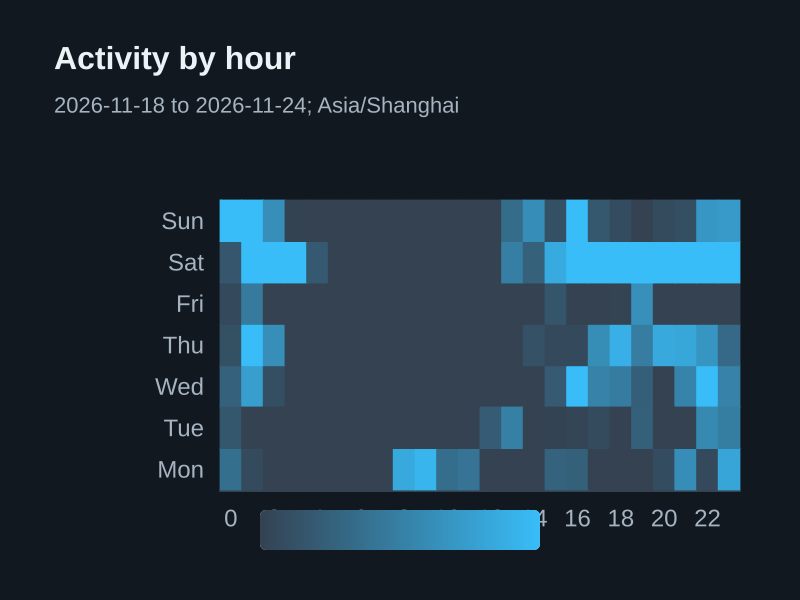 Activity by hour
2026-11-18 to 2026-11-24; Asia/Shanghai
Sun
Sat
Fri
Thu
Wed
Tue
Mon
0 16 18 20 22